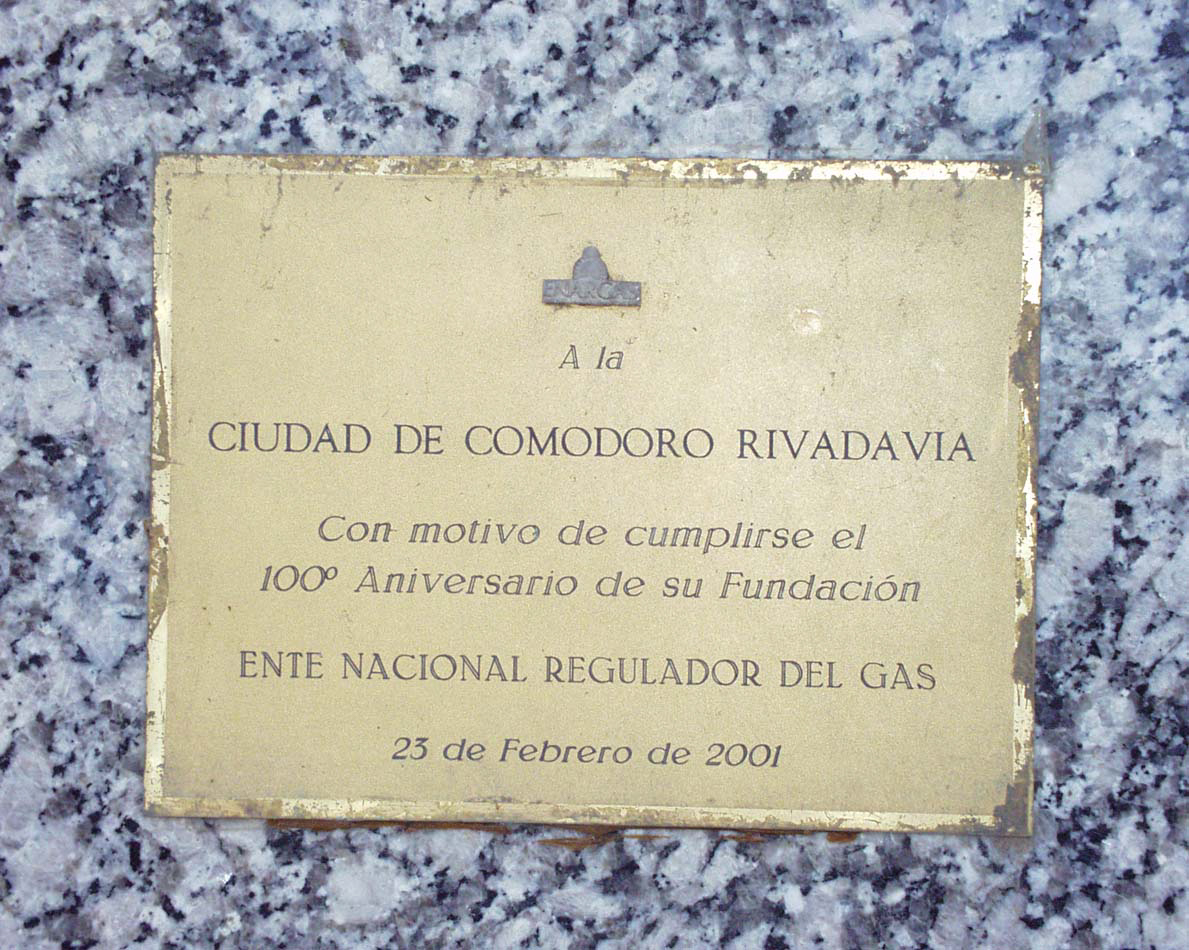 ENARGAS
A la
CIUDAD DE COMODORO RIVADAVIA
Con motivo de cumplirse el
100º Aniversario de su Fundación
ENTE NACIONAL REGULADOR DEL GAS
23 de Febrero de 2001